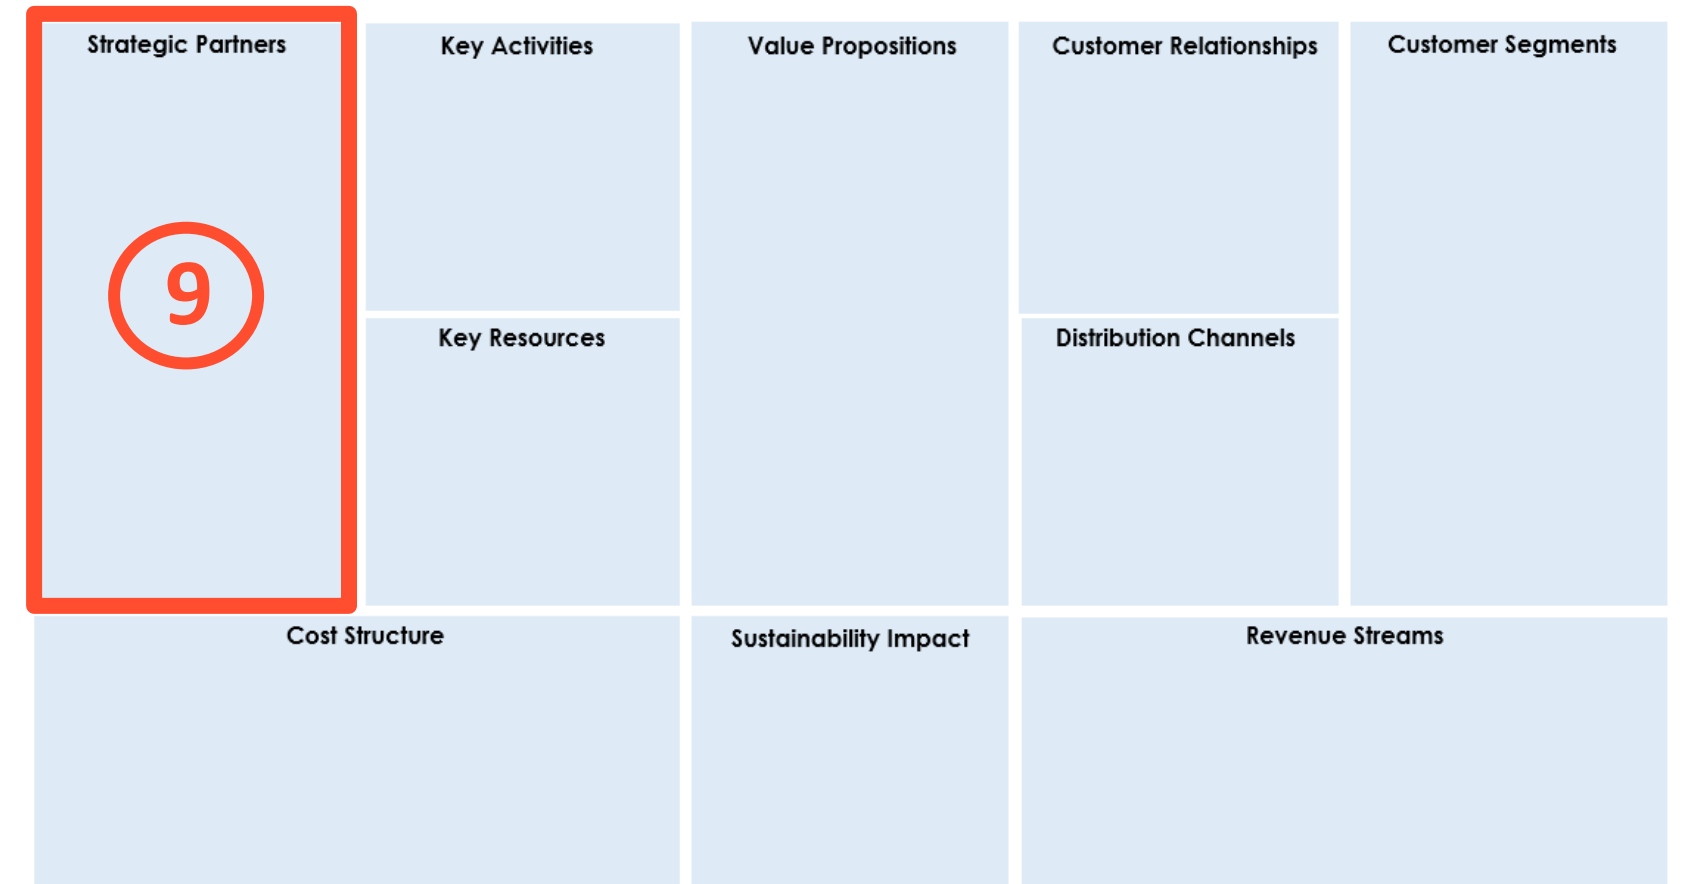 Strategic Partners
9
Key Activities
Key Resources
Value Propositions
Customer Relationships
Distribution Channels
Customer Segments
Cost Structure
Sustainability Impact
Revenue Streams